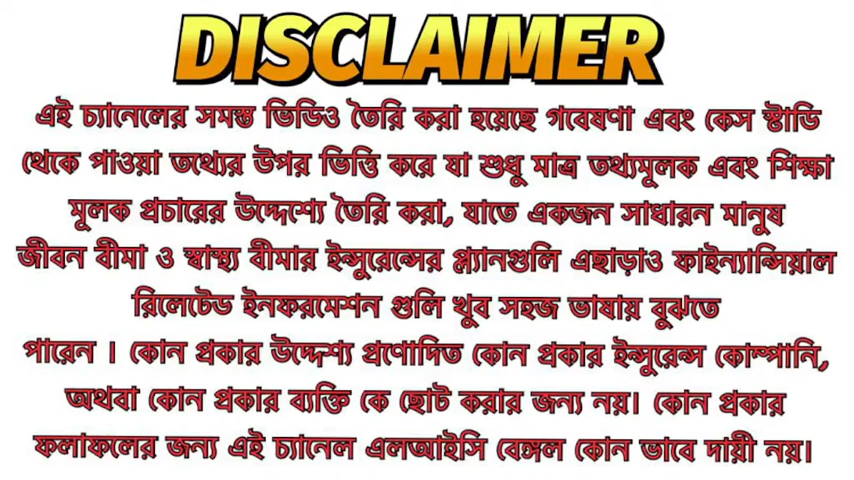 DISCLAIMER
এই চ্যানেলের সমস্ত ভিডিও তৈরি করা হয়েছে গবেষণা এবং কেস স্টাডি
থেকে পাওয়া তথ্যের উপর ভিত্তি করে যা শুধু মাত্র তথ্যমূলক এবং শিক্ষা
মূলক প্রচারের উদ্দেশ্যে তৈরি করা, যাতে একজন সাধারন মানুষ
জীবন বীমা ও স্বাস্থ্য বীমার ইন্সুরেন্সের প্ল্যানগুলি এছাড়াও ফাইন্যান্সিয়াল
রিলেটেড ইনফরমেশন গুলি খুব সহজ ভাষায় বুঝতে
পারেন । কোন প্রকার উদ্দেশ্য প্রণোদিত কোন প্রকার ইন্সুরেন্স কোম্পানি,
অথবা কোন প্রকার ব্যক্তি কে ছোট করার জন্য নয়। কোন প্রকার
ফলাফলের জন্য এই চ্যানেল এলআইসি বেঙ্গল কোন ভাবে দায়ী নয়।